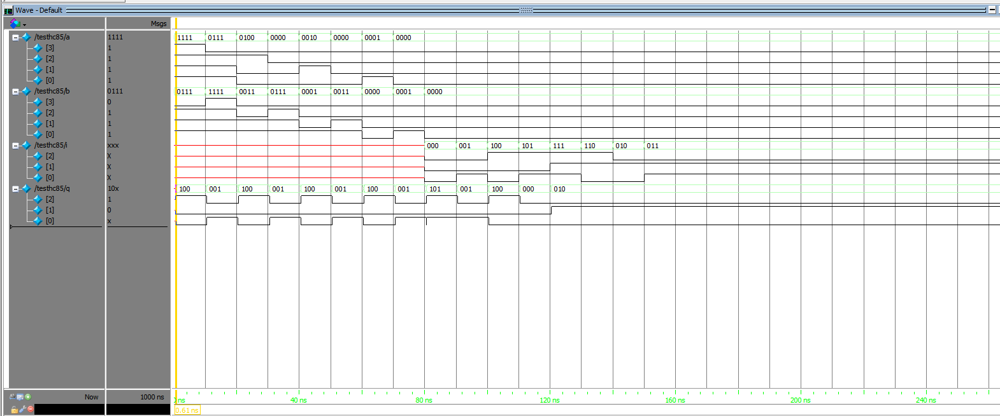 Wave - Default
Msgs
/testhc85/a 1111 1111 0111 0100 0000 0010 0000 0001 0000
[3] 1
[2] 1
[1] 1
[0] 1
/testhc85/b 0111 0111 1111 0011 0111 0001 0011 0000 0001 0000
[3] 0
[2] 1
[1] 1
[0] 1
/testhc85/i xxx 000 001 100 101 111 110 010 011
[2] X
[1] X
[0] X
/testhc85/q 10x 100 001 100 001 100 001 100 001 101 001 100 000 010
[2] 1
[1] 0
[0] x
Now 1000 ns ns 40 ns 80 ns 120 ns 160 ns 200 ns 240 ns
0.61 ns